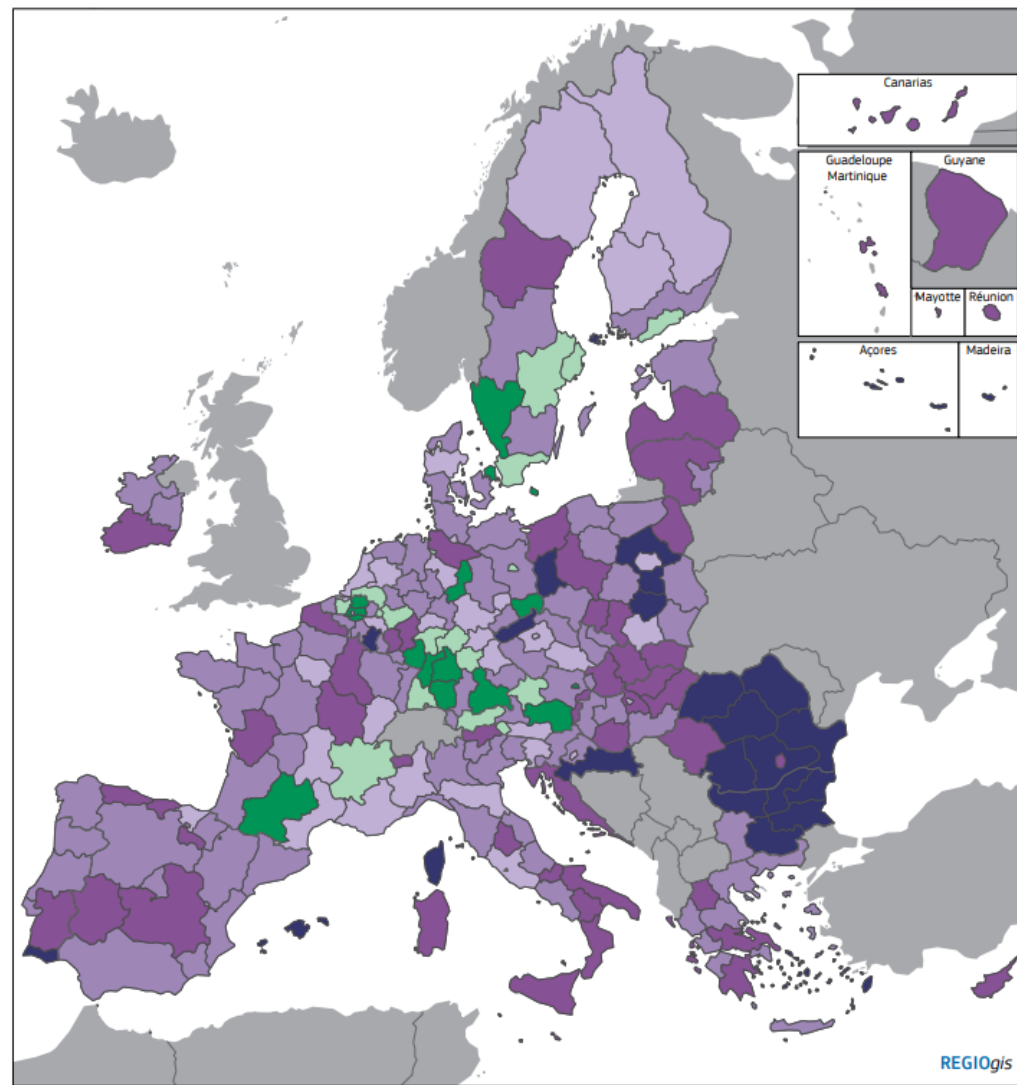 Canarias
Guadeloupe
Martinique
Guyane
Mayotte
Réunion
Açores
Madeira
REGIOgis